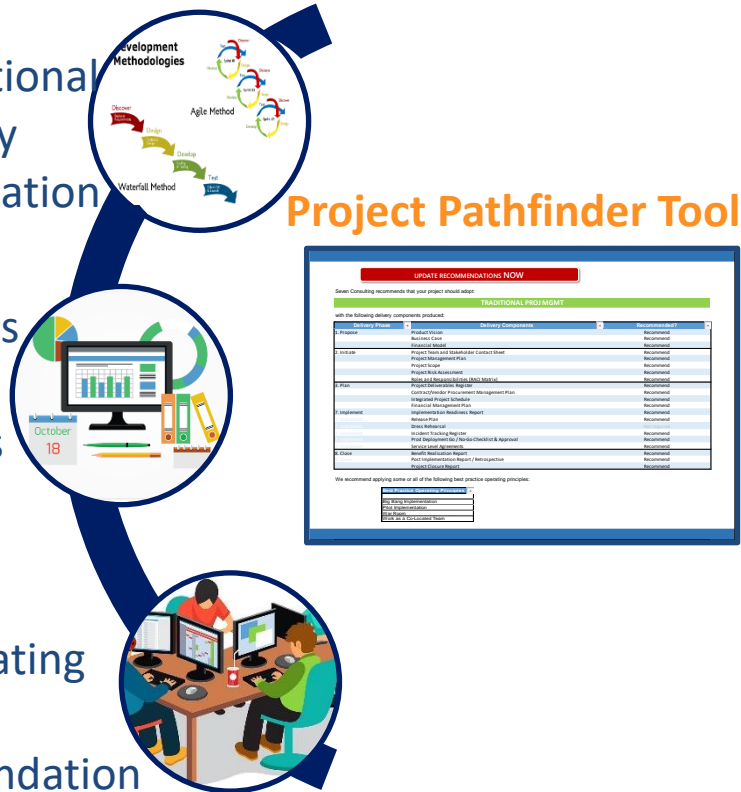 tional
y
ation
s
s
ating
ndation
evelopment
Methodologies
Agile Method
Discover
Design
Develop
Test
Waterfall Method
October
18
Project Pathfinder Tool
UPDATE RECOMMENDATIONS NOW
Seven Consulting recommends that your project should adopt:
TRADITIONAL PROJ MGMT
with the following delivery components produced:
Delivery Phase Delivery Components Recommended?
1. Propose Product Vision Recommend
Business Case Recommend
Financial Model Recommend
2. Initiate Project Team and Stakeholder Contact Sheet Recommend
Project Management Plan Recommend
Project Scope Recommend
Project Risk Assessment Recommend
Roles and Responsibilities (RACI Matrix) Recommend
3. Plan Project Deliverables Register Recommend
Contract/Vendor Procurement Management Plan Recommend
Integrated Project Schedule Recommend
Financial Management Plan Recommend
7. Implement Implementation Readiness Report Recommend
Release Plan Recommend
Dress Rehearsal
Incident Tracking Register Recommend
Prod Deployment Go / No-Go Checklist & Approval Recommend
Service Level Agreements Recommend
8. Close Benefit Realisation Report Recommend
Post Implementation Report / Retrospective Recommend
Project Closure Report Recommend
We recommend applying some or all of the following best practice operating principles:
Best Practice Operating Principles
Big Bang Implementation
Pilot Implementation
War Room
Work as a Co-Located Team